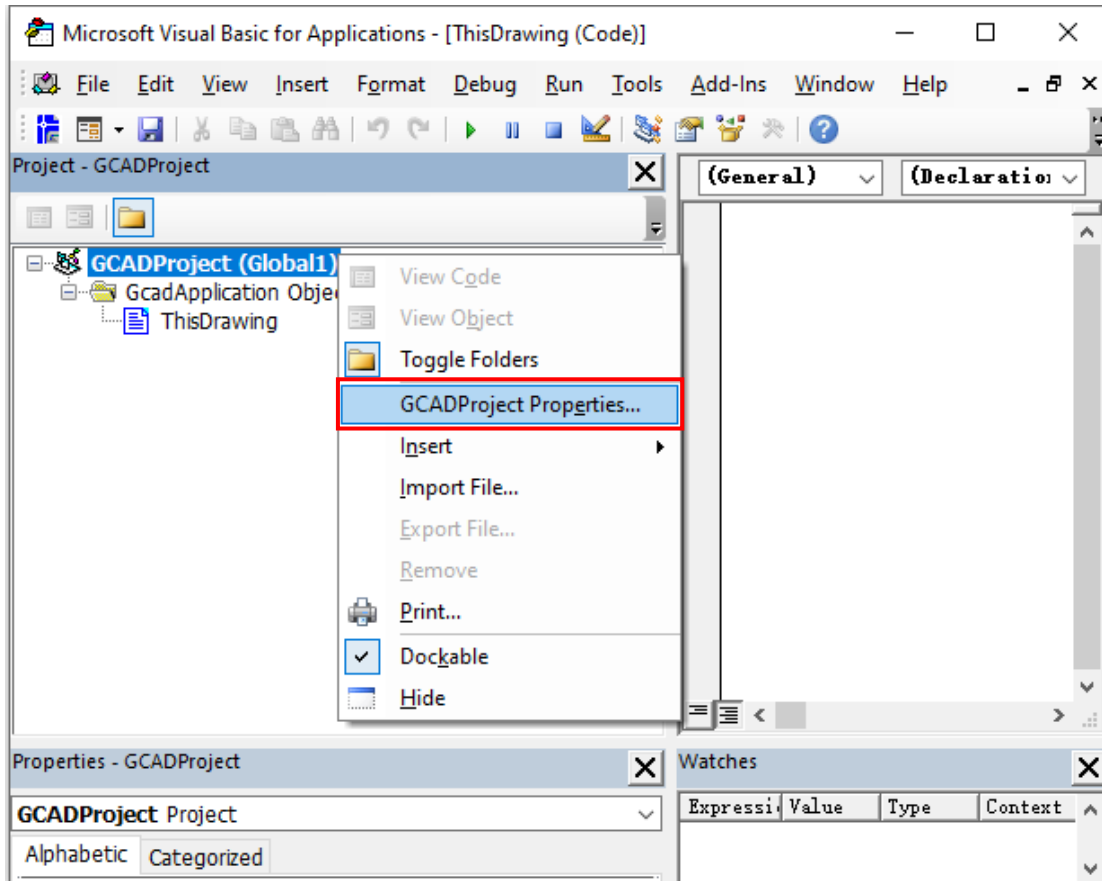 Microsoft Visual Basic for Applications - [ThisDrawing (Code)]
File Edit View Insert Format Debug Run Tools Add-Ins Window Help
Project - GCADProject
(General) (Declaratio
GCADProject (Global1)
GcadApplication Obje
ThisDrawing
View Code
View Object
Toggle Folders
GCADProject Properties...
Insert
Import File...
Export File...
Remove
Print...
Dockable
Hide
Properties - GCADProject
GCADProject Project
Alphabetic Categorized
Watches
Expressi Value Type Context